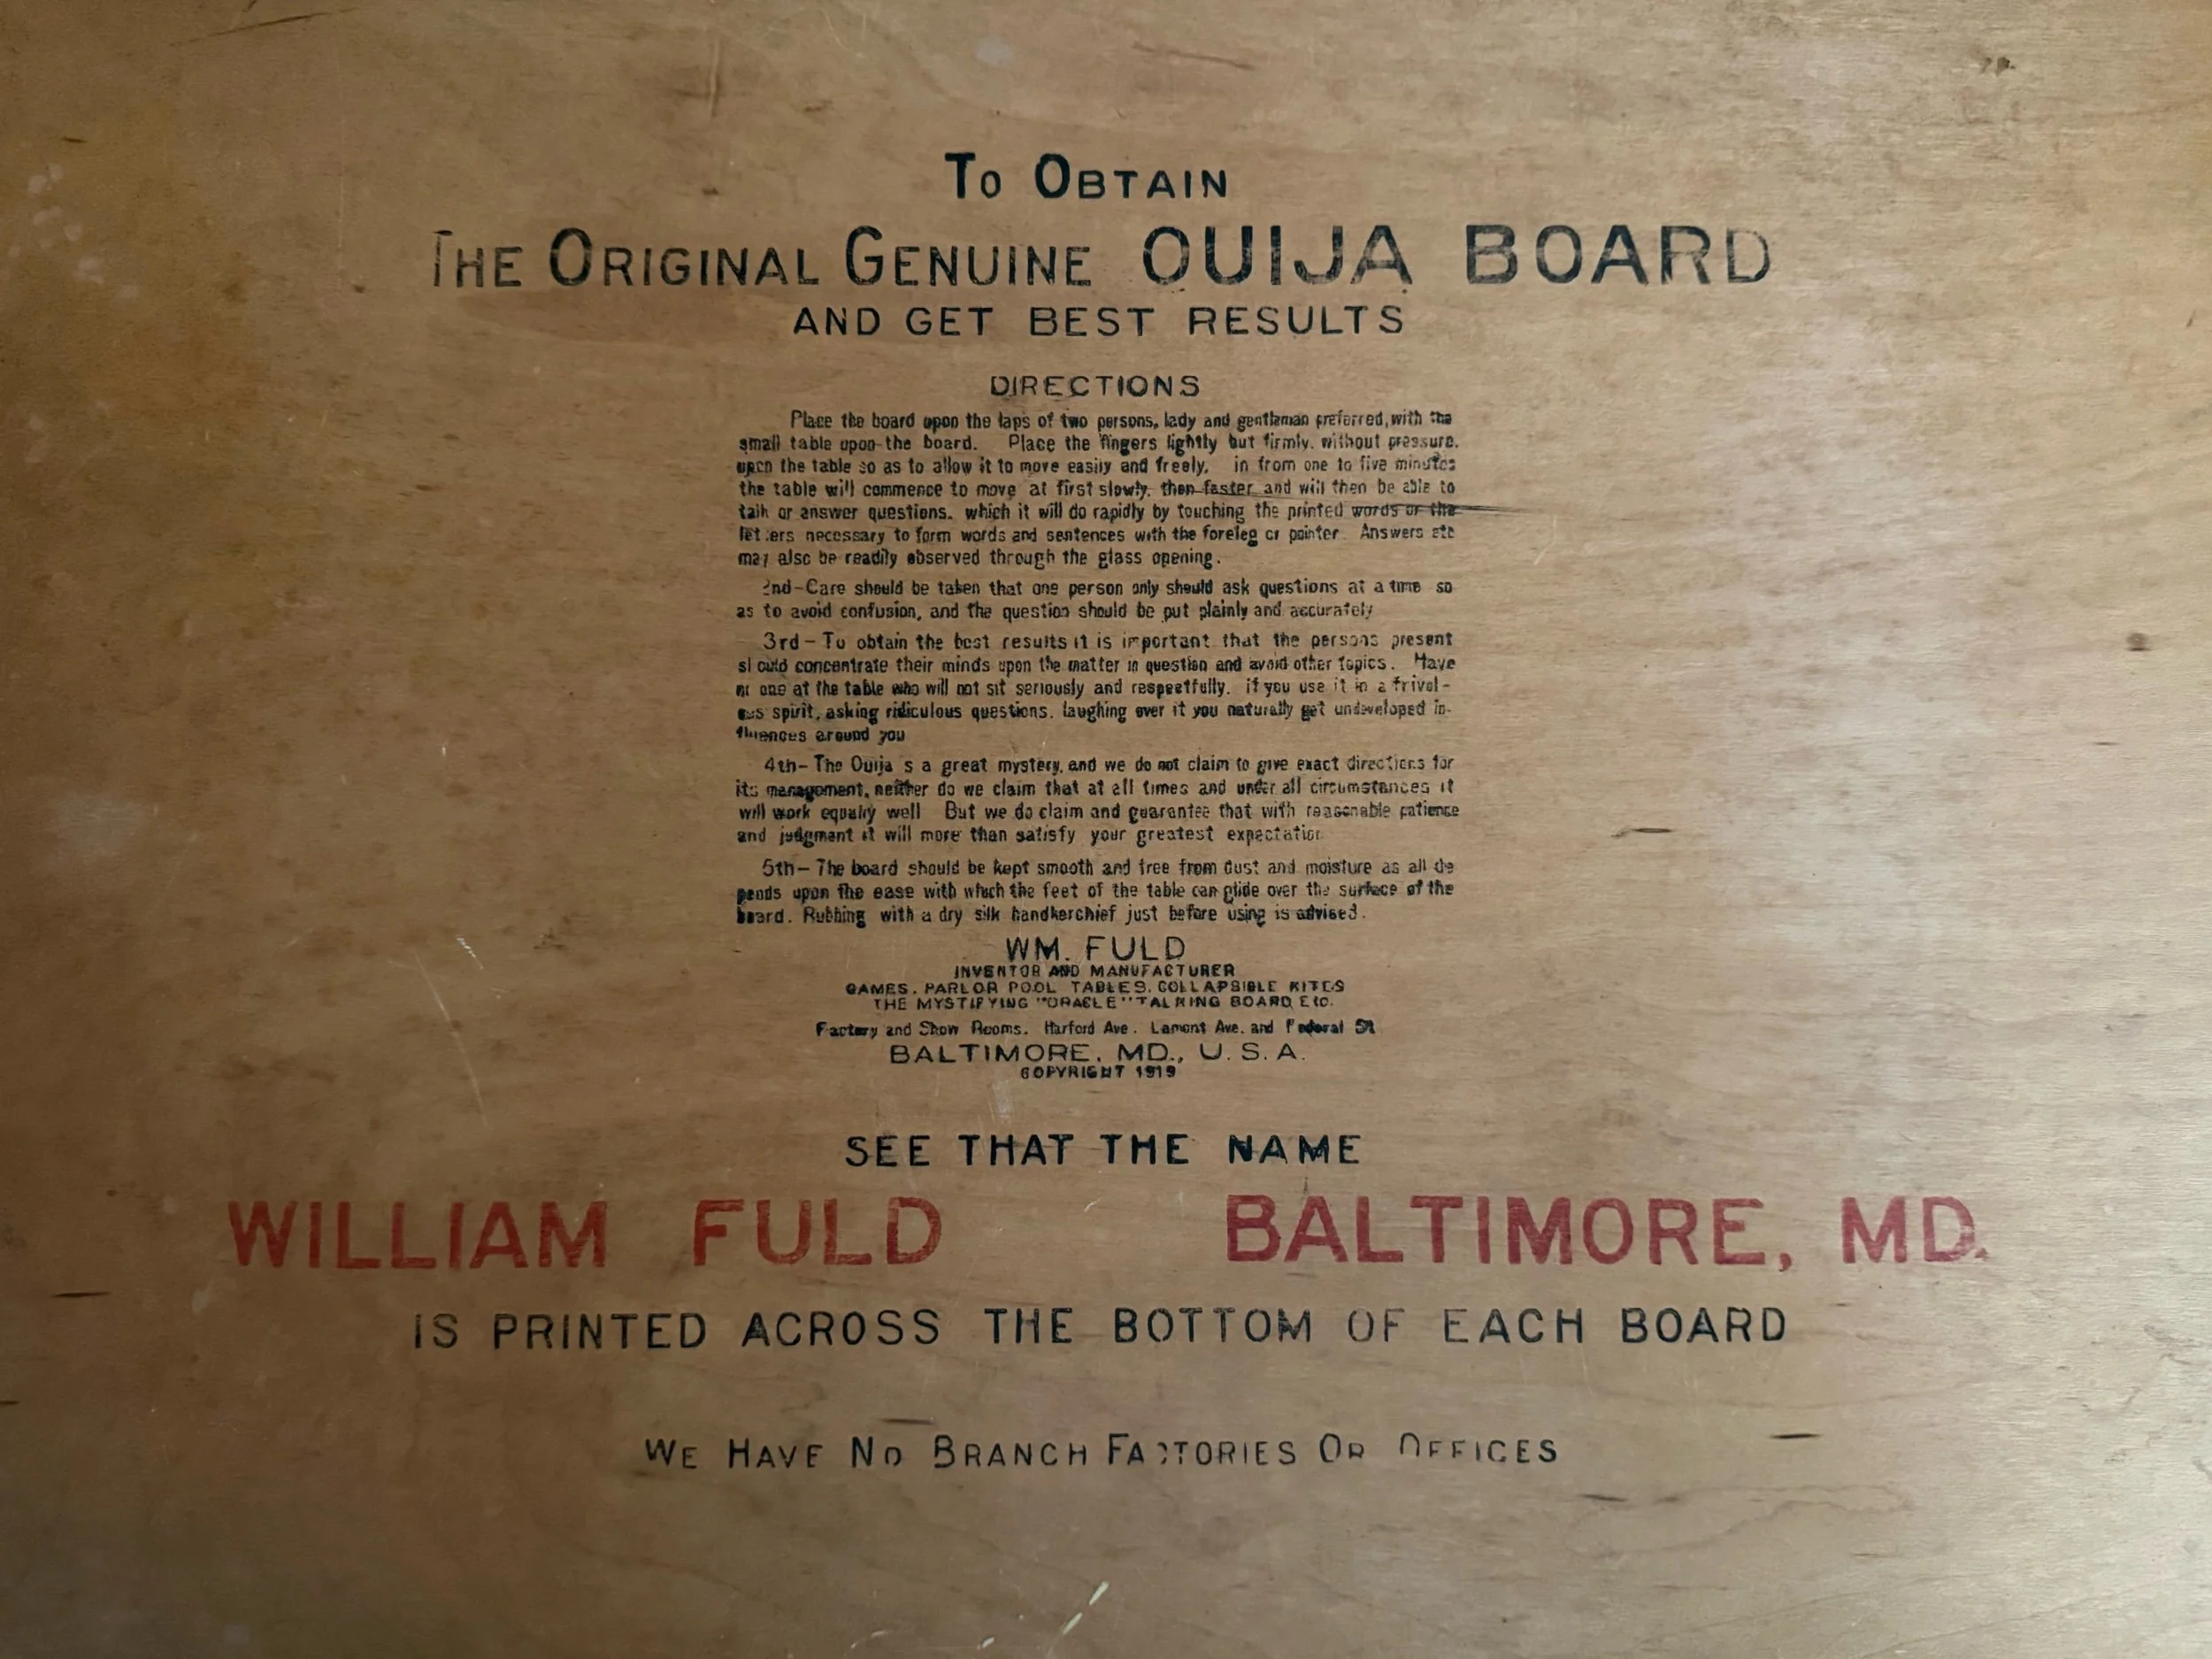 To Obtain
The Original Genuine OUIJA BOARD
AND GET BEST RESULTS
DIRECTIONS
Place the board upon the laps of two persons, lady and gentleman preferred, with the
small table upon the board. Place the fingers lightly but firmly, without pressure,
upon the table so as to allow it to move easily and freely. in from one to five minutes
the table will commence to move at first slowly, then faster and will then be able to
talk or answer questions, which it will do rapidly by touching the printed words or the
letters necessary to form words and sentences with the foreleg or pointer. Answers etc
may also be readily observed through the glass opening.
2nd-Care should be taken that one person only should ask questions at a time so
as to avoid confusion, and the question should be put plainly and accurately
3rd-To obtain the best results it is important that the persons present
should concentrate their minds upon the matter in question and avoid other topics. Have
no one at the table who will not sit seriously and respectfully. if you use it in a frivol-
ous spirit, asking ridiculous questions, laughing over it you naturally get undeveloped in-
fluences around you
4th-The Ouija is a great mystery, and we do not claim to give exact directions for
its management, neither do we claim that at all times and under all circumstances it
will work equally well But we do claim and guarantee that with reasonable patience
and judgment it will more than satisfy your greatest expectation
5th-The board should be kept smooth and free from dust and moisture as all de
pends upon the ease with which the feet of the table can glide over the surface of the
board. Rubbing with a dry silk handkerchief just before using is advised.
WM. FULD
INVENTOR AND MANUFACTURER
GAMES, PARLOR POOL TABLES, COLLAPSIBLE KITES
THE MYSTIFYING "ORACLE" TALKING BOARD, Etc.
Factory and Show Rooms. Harford Ave. Lamont Ave. and Federal St
BALTIMORE, MD., U.S.A.
COPYRIGHT 1919
SEE THAT THE NAME
WILLIAM FULD BALTIMORE, MD.
IS PRINTED ACROSS THE BOTTOM OF EACH BOARD
We Have No Branch Factories Or Offices